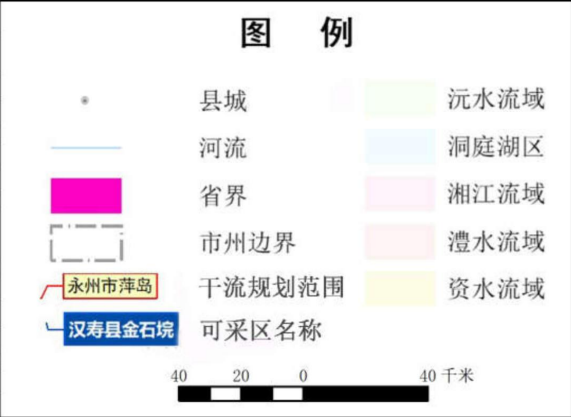 图 例
县城
沅水流域
河流
洞庭湖区
省界
湘江流域
市州边界
澧水流域
永州市萍岛
干流规划范围
资水流域
汉寿县金石垸
可采区名称
40 20 0 40 千米